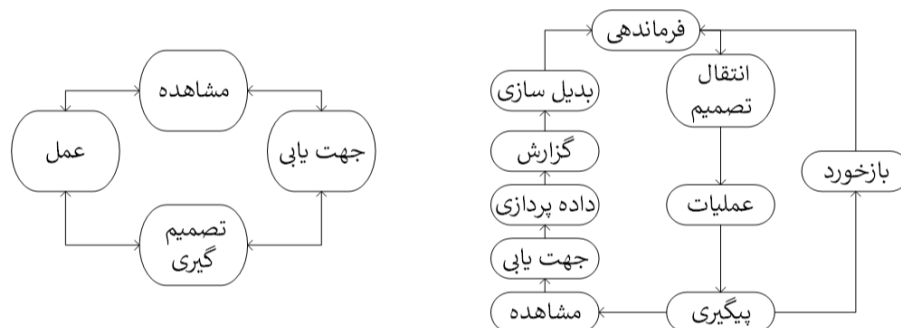 مشاهده
جهت یابی
تصمیم
گیری
عمل
فرماندهی
انتقال
تصمیم
عملیات
پیگیری
بازخورد
مشاهده
جهت یابی
داده پردازی
گزارش
بدیل سازی